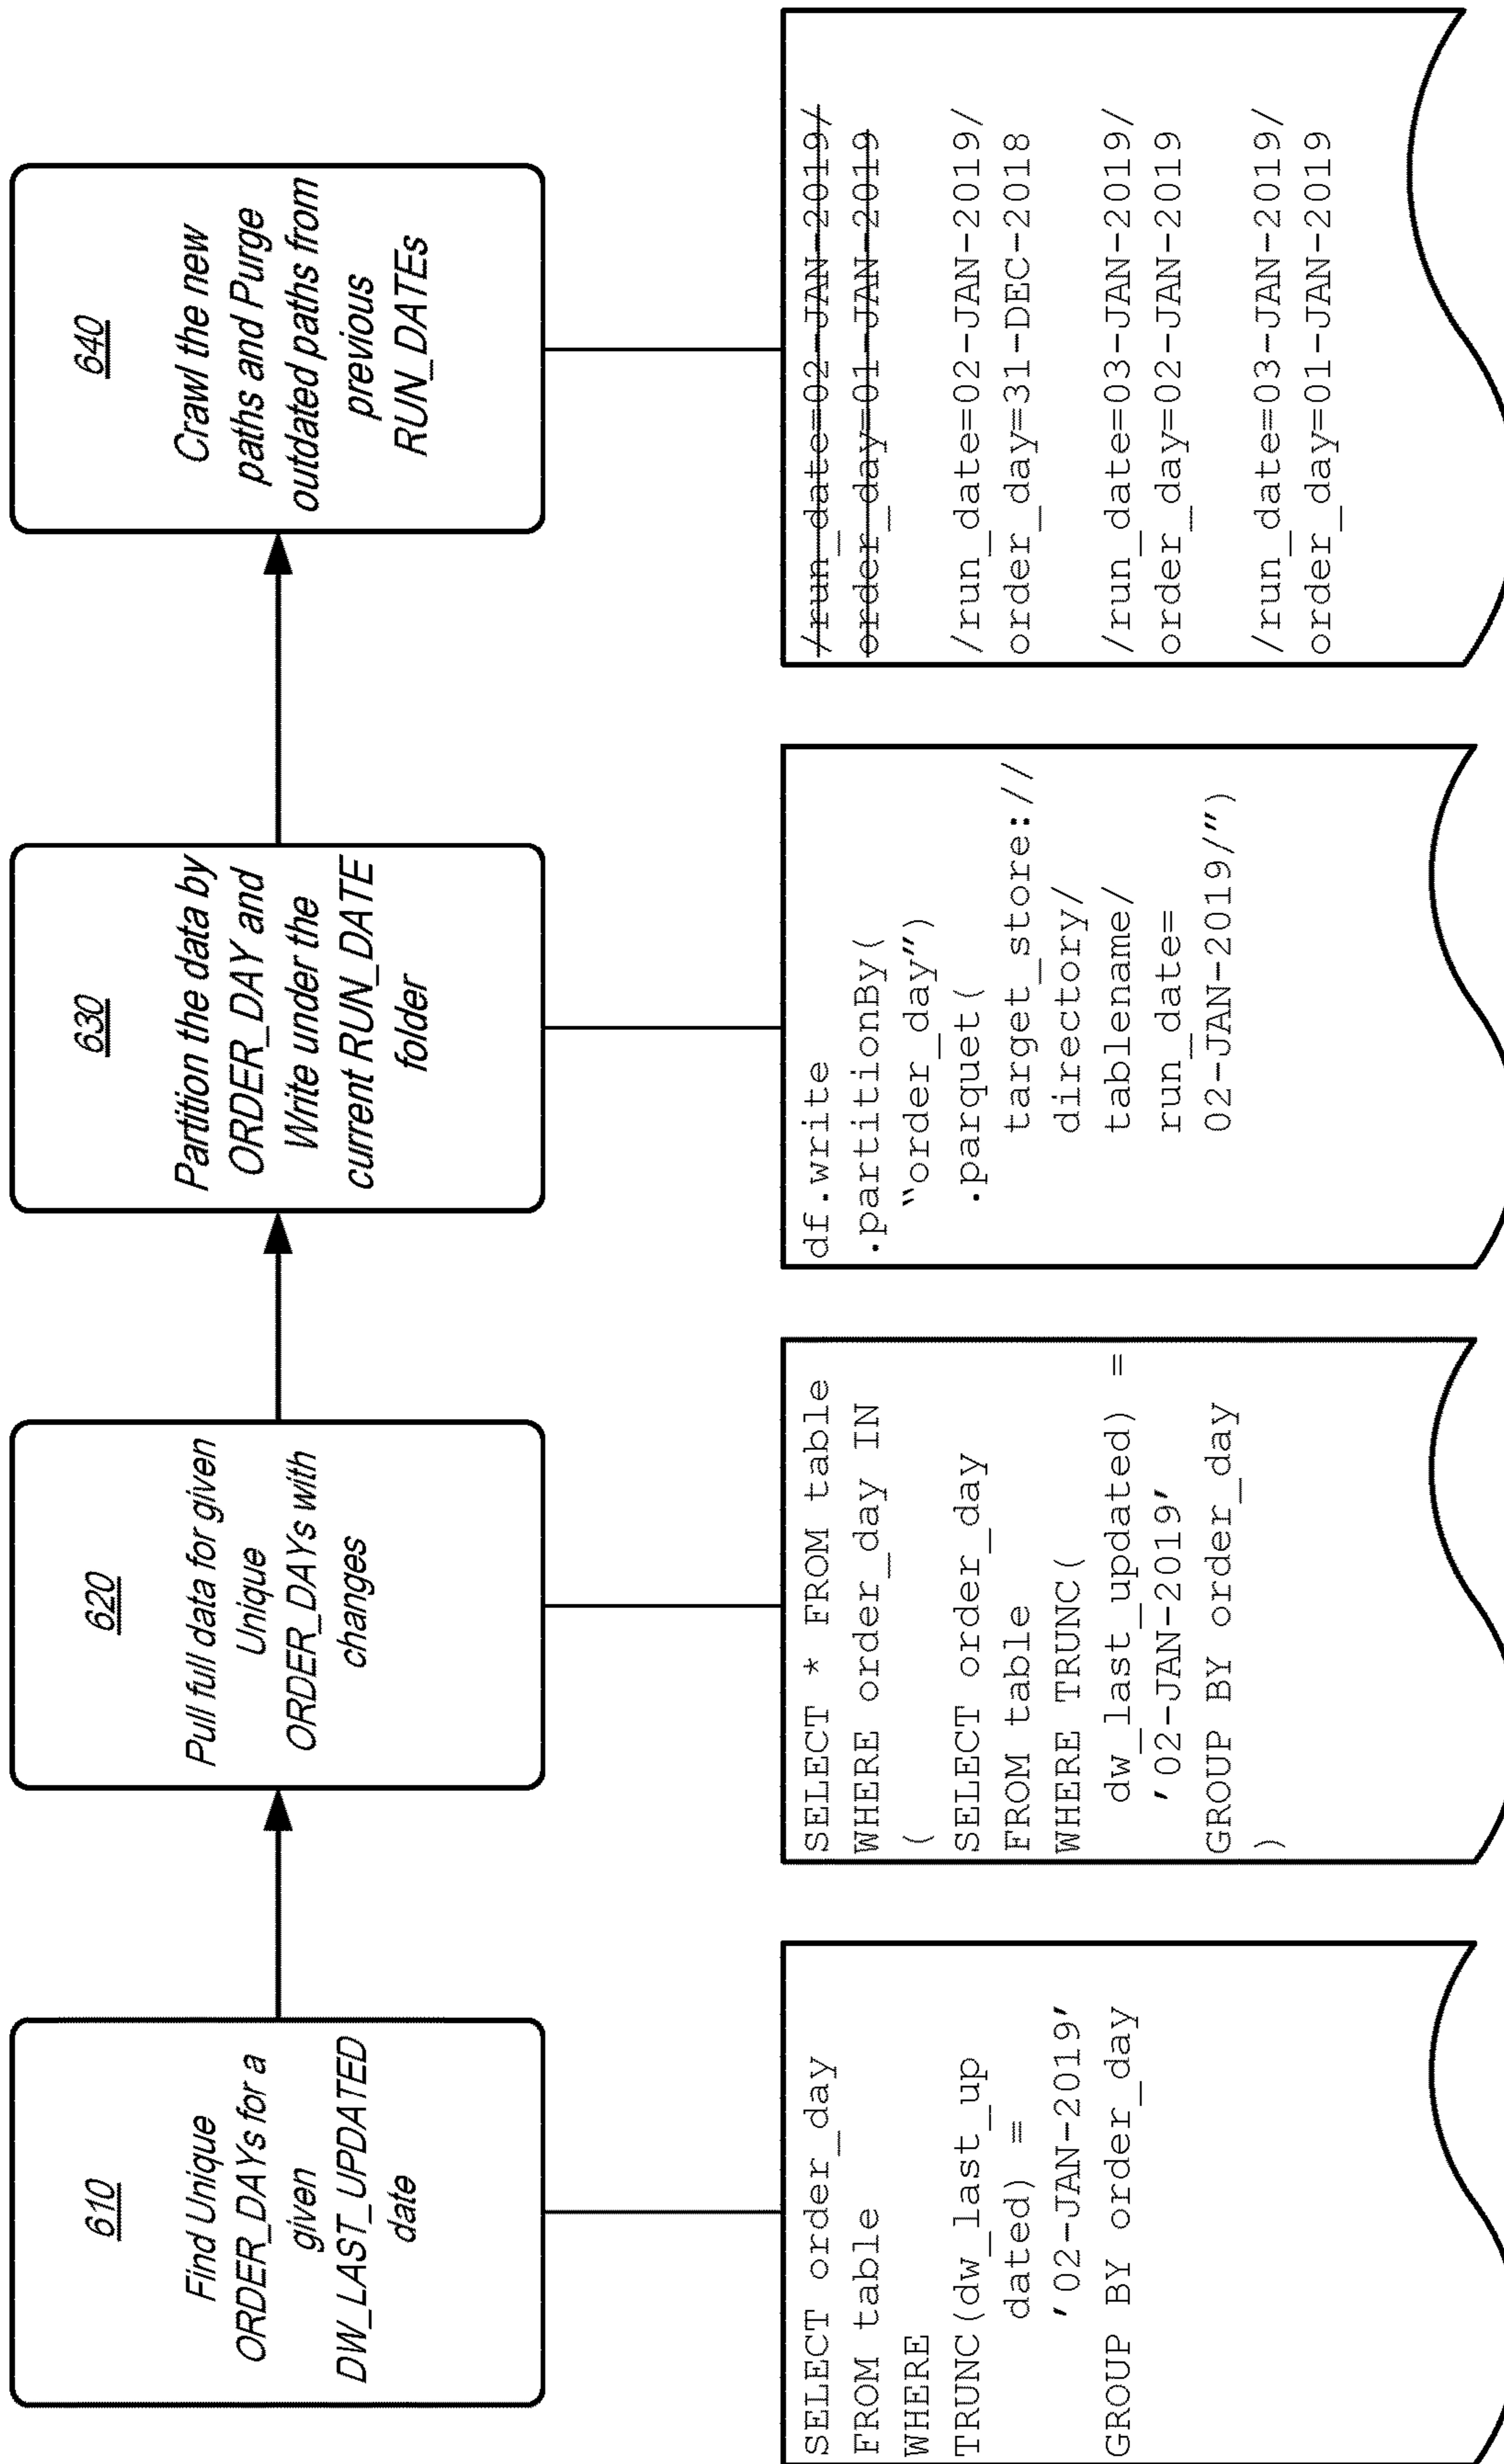 610
Find Unique
ORDER_DAYs for a
given
DW_LAST_UPDATED
date
620
Pull full data for given
Unique
ORDER_DAYs with
changes
630
Partition the data by
ORDER_DAY and
Write under the
current RUN_DATE
folder
640
Crawl the new
paths and Purge
outdated paths from
previous
RUN_DATEs
SELECT order_day
FROM table
WHERE
TRUNC(dw_last_up
dated) =
'02-JAN-2019'
GROUP BY order_day
SELECT * FROM table
WHERE order_day IN
(
SELECT order_day
FROM table
WHERE TRUNC(
dw_last_updated) =
'02-JAN-2019'
GROUP BY order_day
)
df.write
.partitionBy(
“order_day”)
.parquet(
target_store://
directory/
tablename/
run_date=
02-JAN-2019/”)
/run_date=02-JAN-2019/
order_day=01-JAN-2019
/run_date=02-JAN-2019/
order_day=31-DEC-2018
/run_date=03-JAN-2019/
order_day=02-JAN-2019
/run_date=03-JAN-2019/
order_day=01-JAN-2019